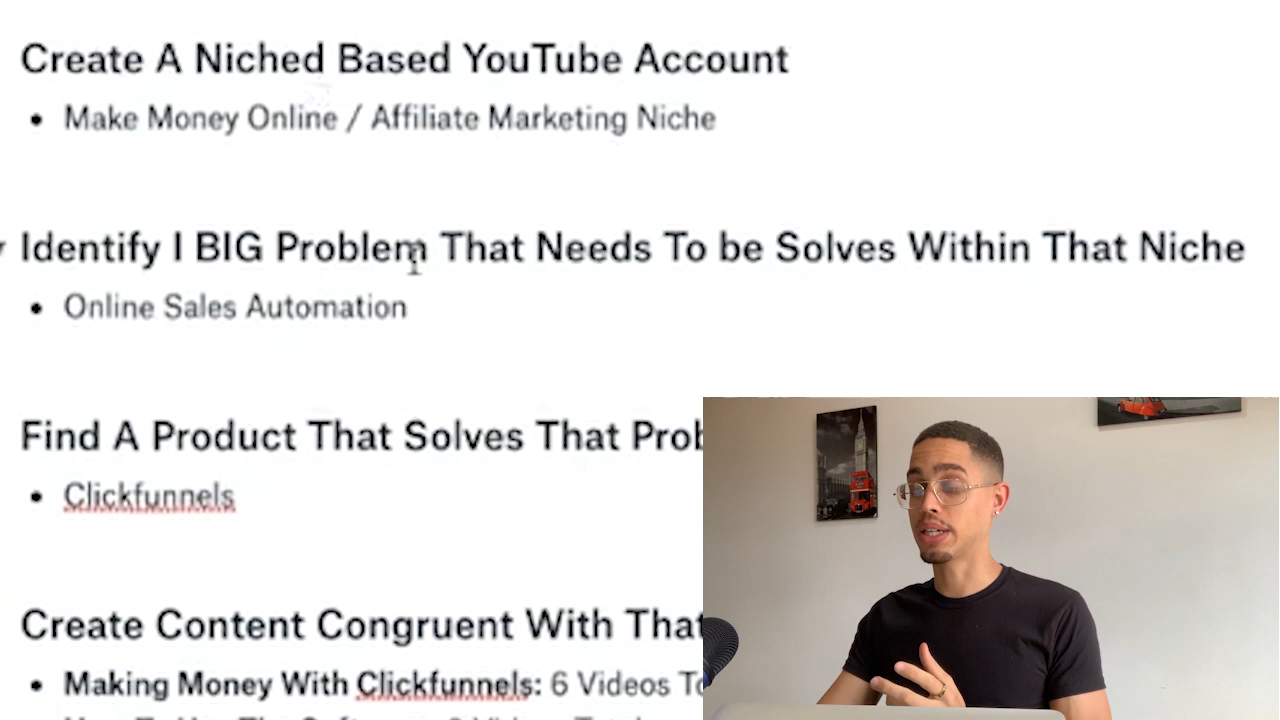 Create A Niched Based YouTube Account
Make Money Online / Affiliate Marketing Niche
Identify 1 BIG Problem That Needs To be Solves Within That Niche
Online Sales Automation
Find A Product That Solves That
Clickfunnels
Create Content Congruent With That
Making Money With Clickfunnels: 6 Videos